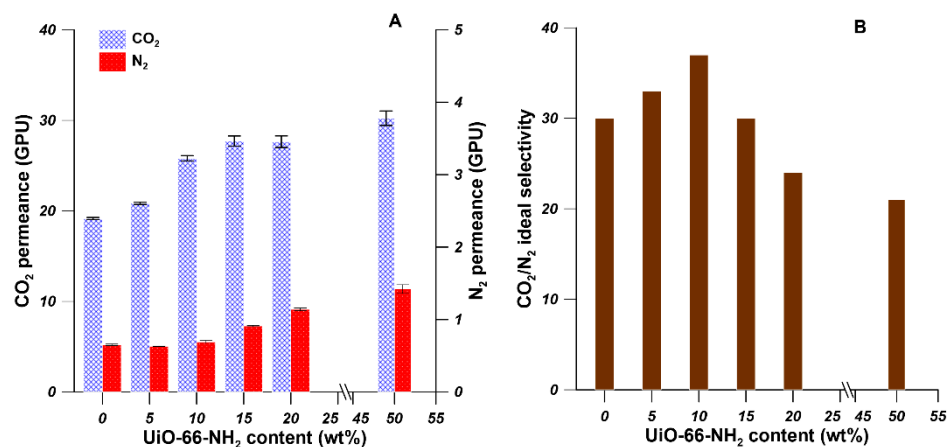 A
CO₂
N₂
CO₂ permeance (GPU)
40
30
20
10
0
5
4
3
2
1
0
N₂ permeance (GPU)
0 5 10 15 20 25 45 50 55
UiO-66-NH₂ content (wt%)
B
CO₂/N₂ ideal selectivity
40
30
20
30
0
0 5 10 15 20 25 45 50 55
UiO-66-NH₂ content (wt%)